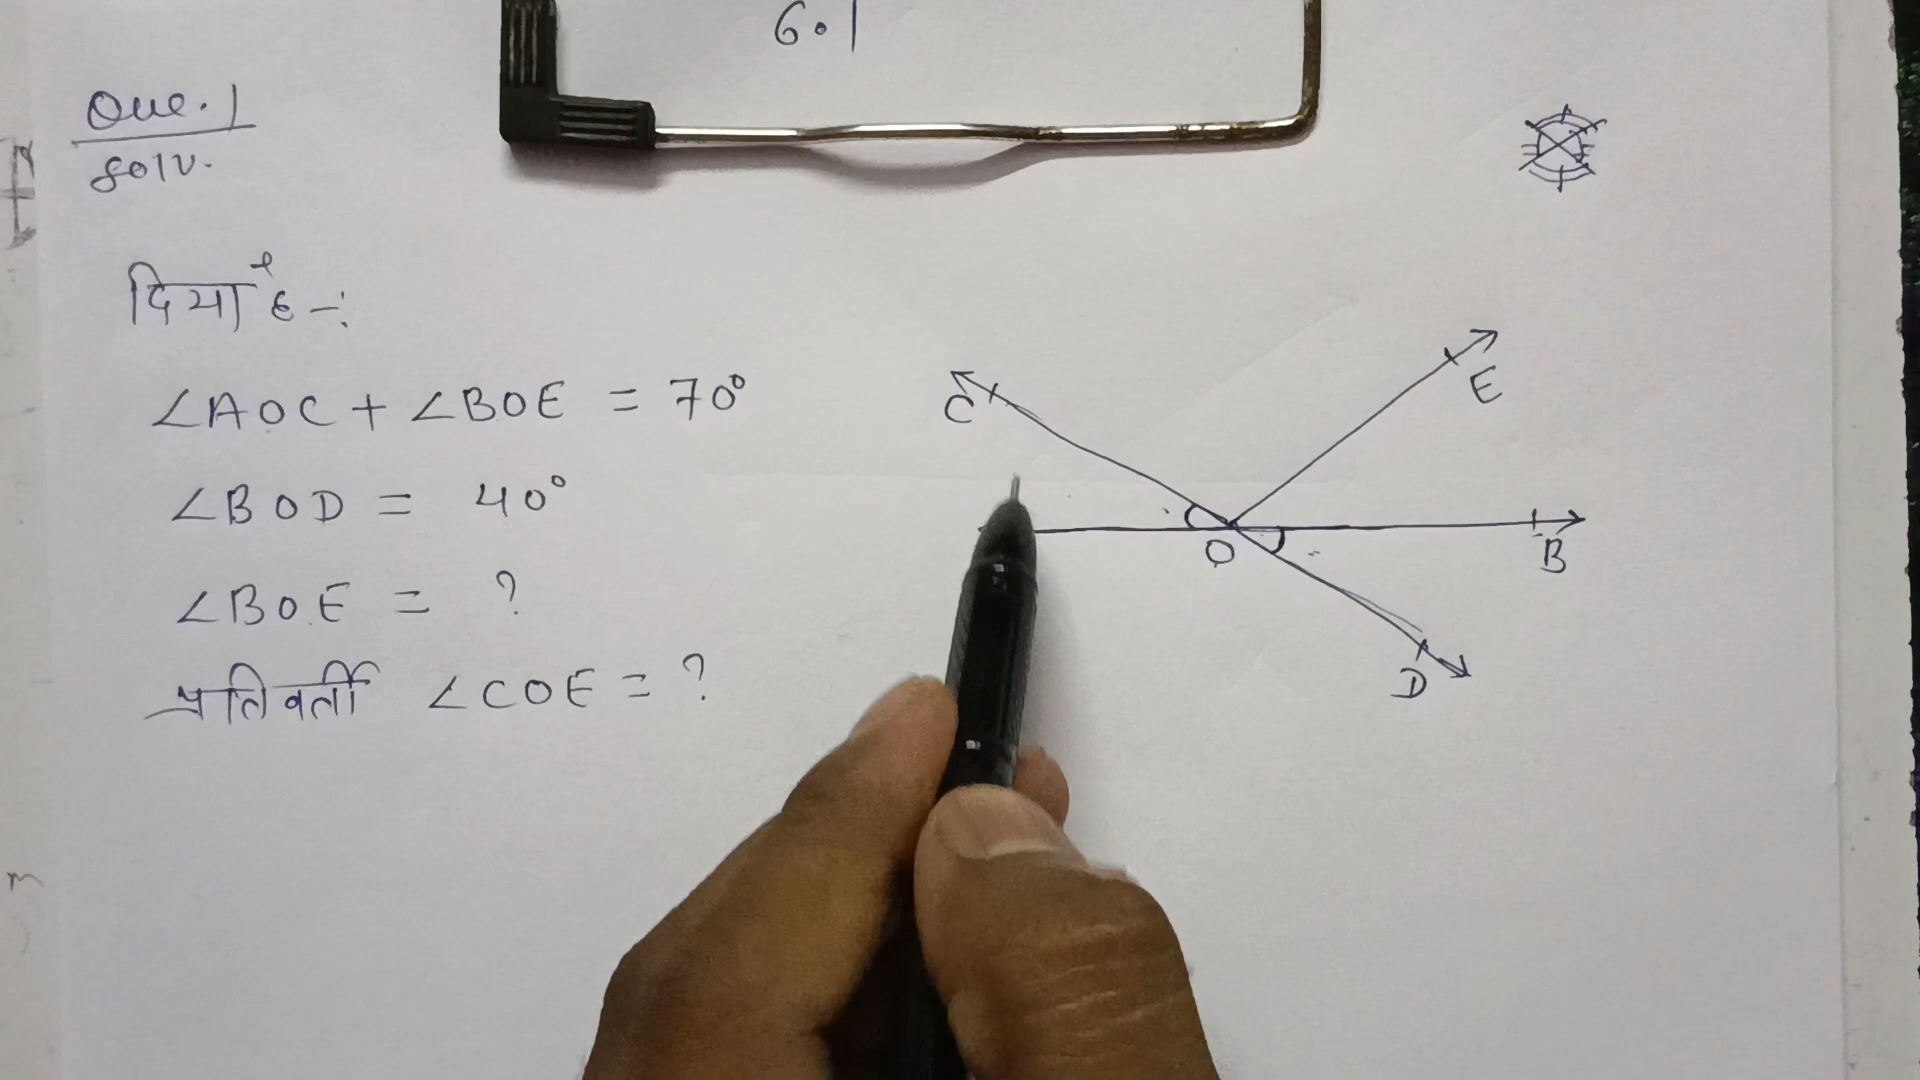 6.1
Que. 1
Solv.
दिया है -:
∠AOC + ∠BOE = 70°
∠BOD = 40°
∠BOE = ?
प्रतिवर्ती ∠COE = ?
C
E
O
B
D